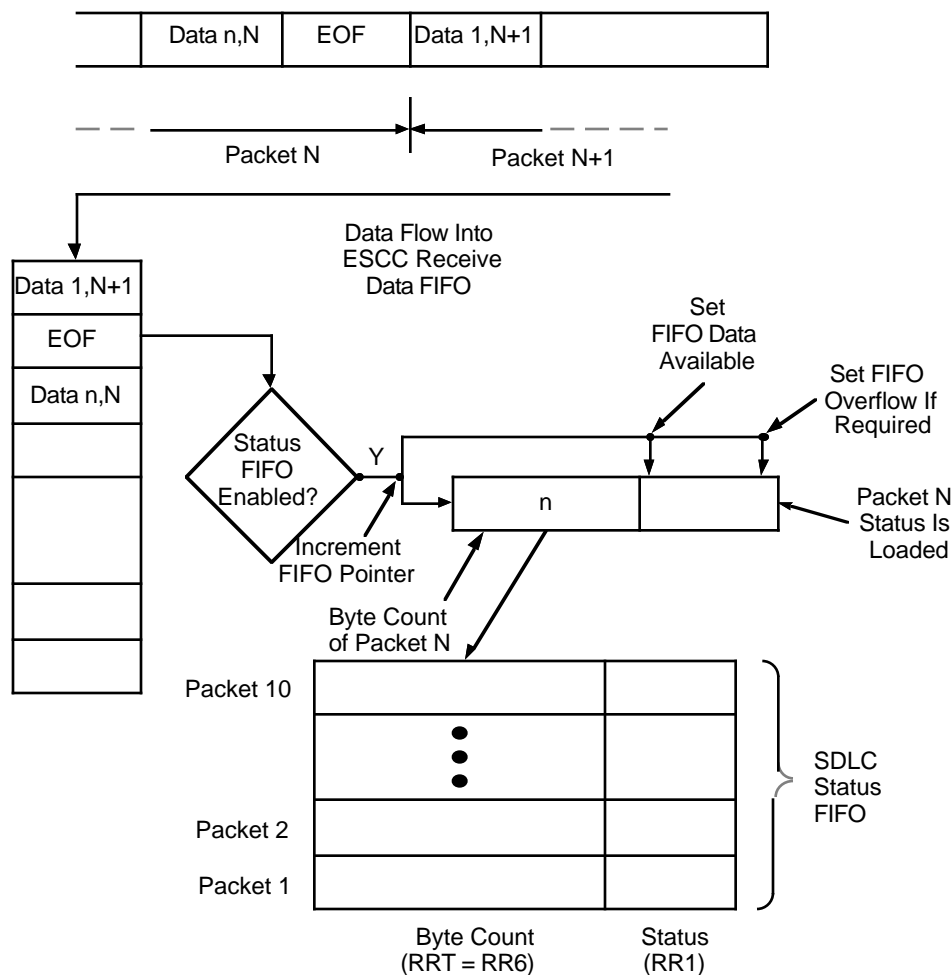 Data n,N EOF Data 1,N+1
Packet N Packet N+1
Data Flow Into
ESCC Receive
Data FIFO
Data 1,N+1
EOF
Data n,N
Set
FIFO Data
Available
Set FIFO
Overflow If
Required
Status
FIFO
Enabled?
Y
n
Packet N
Status Is
Loaded
Increment
FIFO Pointer
Byte Count
of Packet N
Packet 10
SDLC
Status
FIFO
Packet 2
Packet 1
Byte Count
(RRT = RR6)
Status
(RR1)